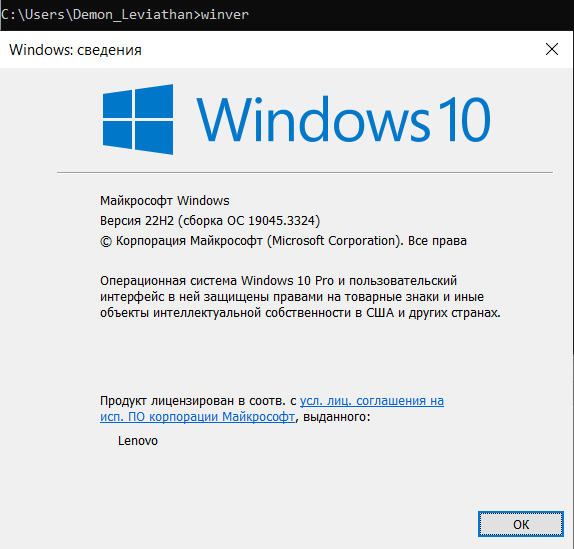 C:\Users\Demon_Leviathan>winver
Windows: сведения
Windows 10
Майкрософт Windows
Версия 22H2 (сборка ОС 19045.3324)
© Корпорация Майкрософт (Microsoft Corporation). Все права
Операционная система Windows 10 Pro и пользовательский
интерфейс в ней защищены правами на товарные знаки и иные
объекты интеллектуальной собственности в США и других странах.
Продукт лицензирован в соотв. с усл. лиц. соглашения на
исп. ПО корпорации Майкрософт, выданного:
Lenovo
ОК